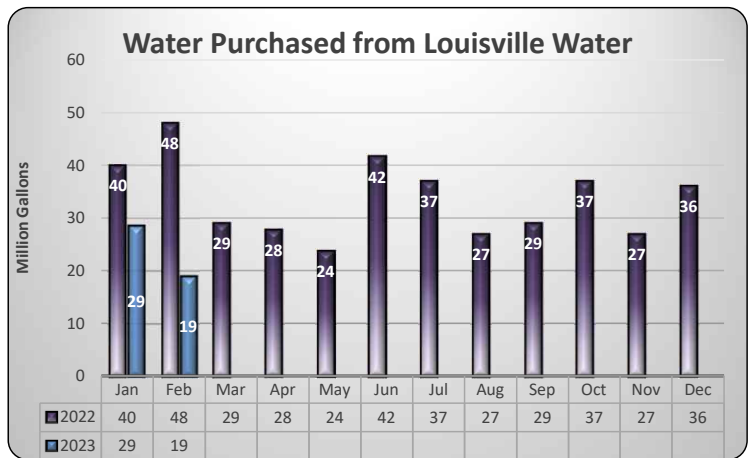 Water Purchased from Louisville Water
Million Gallons
60
50
40
30
20
10
0
40 48 29 28 24 42 37 27 29 37 27 36
29 19
Jan Feb Mar Apr May Jun Jul Aug Sep Oct Nov Dec
2022 40 48 29 28 24 42 37 27 29 37 27 36
2023 29 19